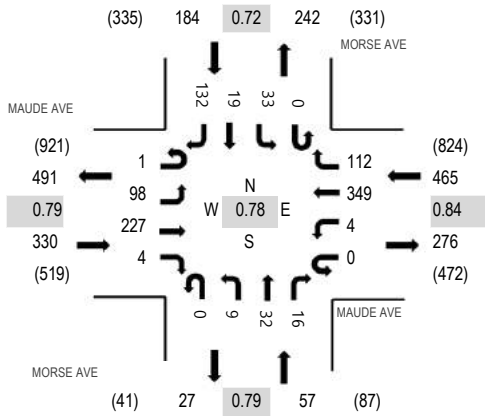 (335) 184 0.72 242 (331)
MORSE AVE
132 19 33 0
MAUDE AVE
(921) (824)
1 112
491 465
98 N 349
0.79 W 0.78 E 0.84
227 4
330 S 276
4 0
(519) (472)
0 9 32 16
MAUDE AVE
MORSE AVE
(41) 27 0.79 57 (87)